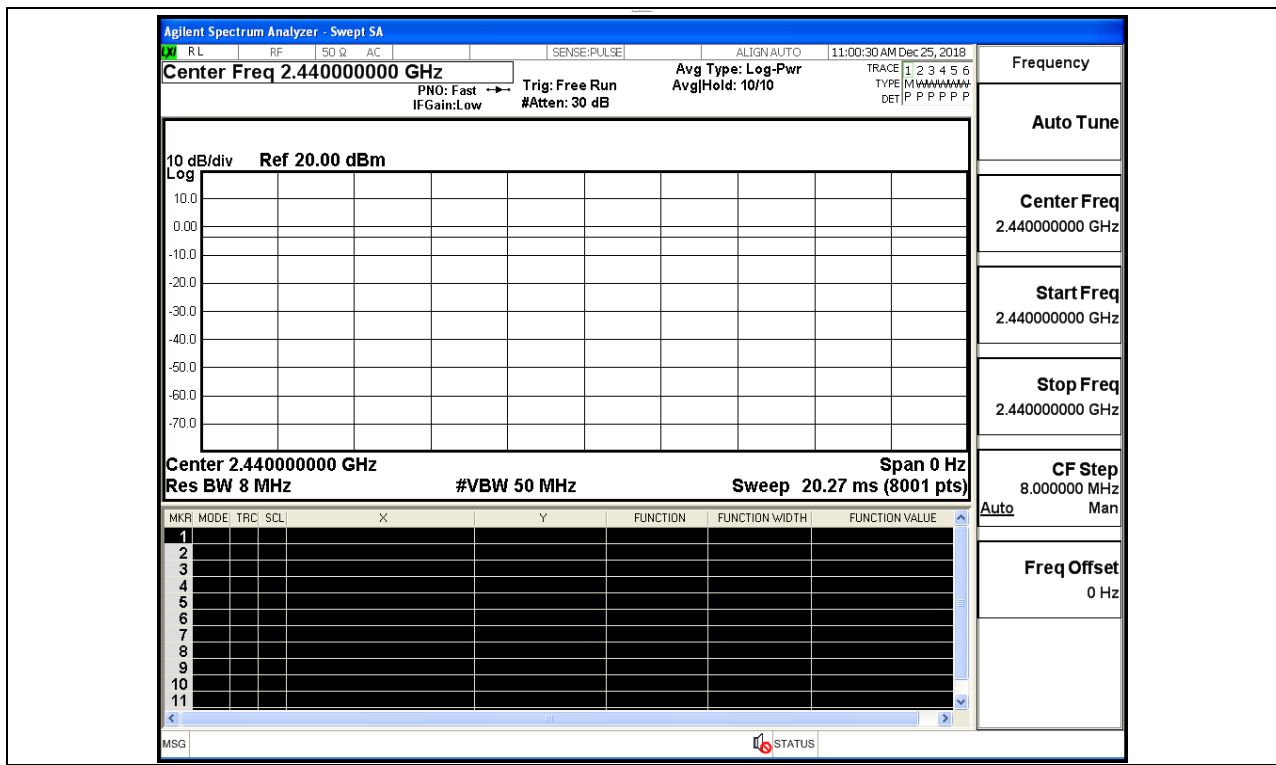 Agilent Spectrum Analyzer - Swept SA
LXI RL RF 50 Ω AC SENSE:PULSE ALIGN AUTO 11:00:30 AM Dec 25, 2018
Center Freq 2.440000000 GHz
PNO: Fast
IFGain:Low
Trig: Free Run
#Atten: 30 dB
Avg Type: Log-Pwr
Avg|Hold: 10/10
TRACE 1 2 3 4 5 6
TYPE M WWWWW
DET P P P P P P
10 dB/div Ref 20.00 dBm
Log
10.0
0.00
-10.0
-20.0
-30.0
-40.0
-50.0
-60.0
-70.0
Center 2.440000000 GHz Span 0 Hz
Res BW 8 MHz #VBW 50 MHz Sweep 20.27 ms (8001 pts)
MKR MODE TRC SCL X Y FUNCTION FUNCTION WIDTH FUNCTION VALUE
1
2
3
4
5
6
7
8
9
10
11
MSG STATUS
Frequency
Auto Tune
Center Freq
2.440000000 GHz
Start Freq
2.440000000 GHz
Stop Freq
2.440000000 GHz
CF Step
8.000000 MHz
Auto Man
Freq Offset
0 Hz